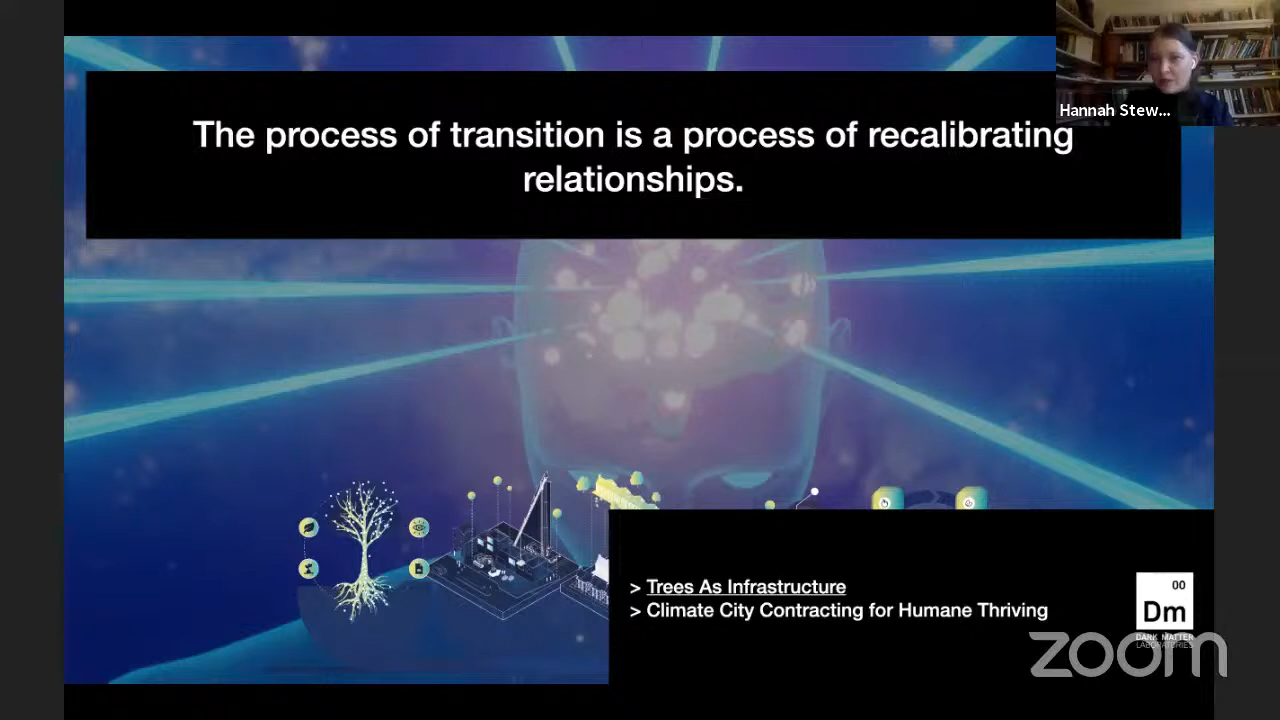 Hannah Stew...
The process of transition is a process of recalibrating
relationships.
> Trees As Infrastructure
> Climate City Contracting for Humane Thriving
00
Dm
DARK MATTER
LABORATORIES
zoom